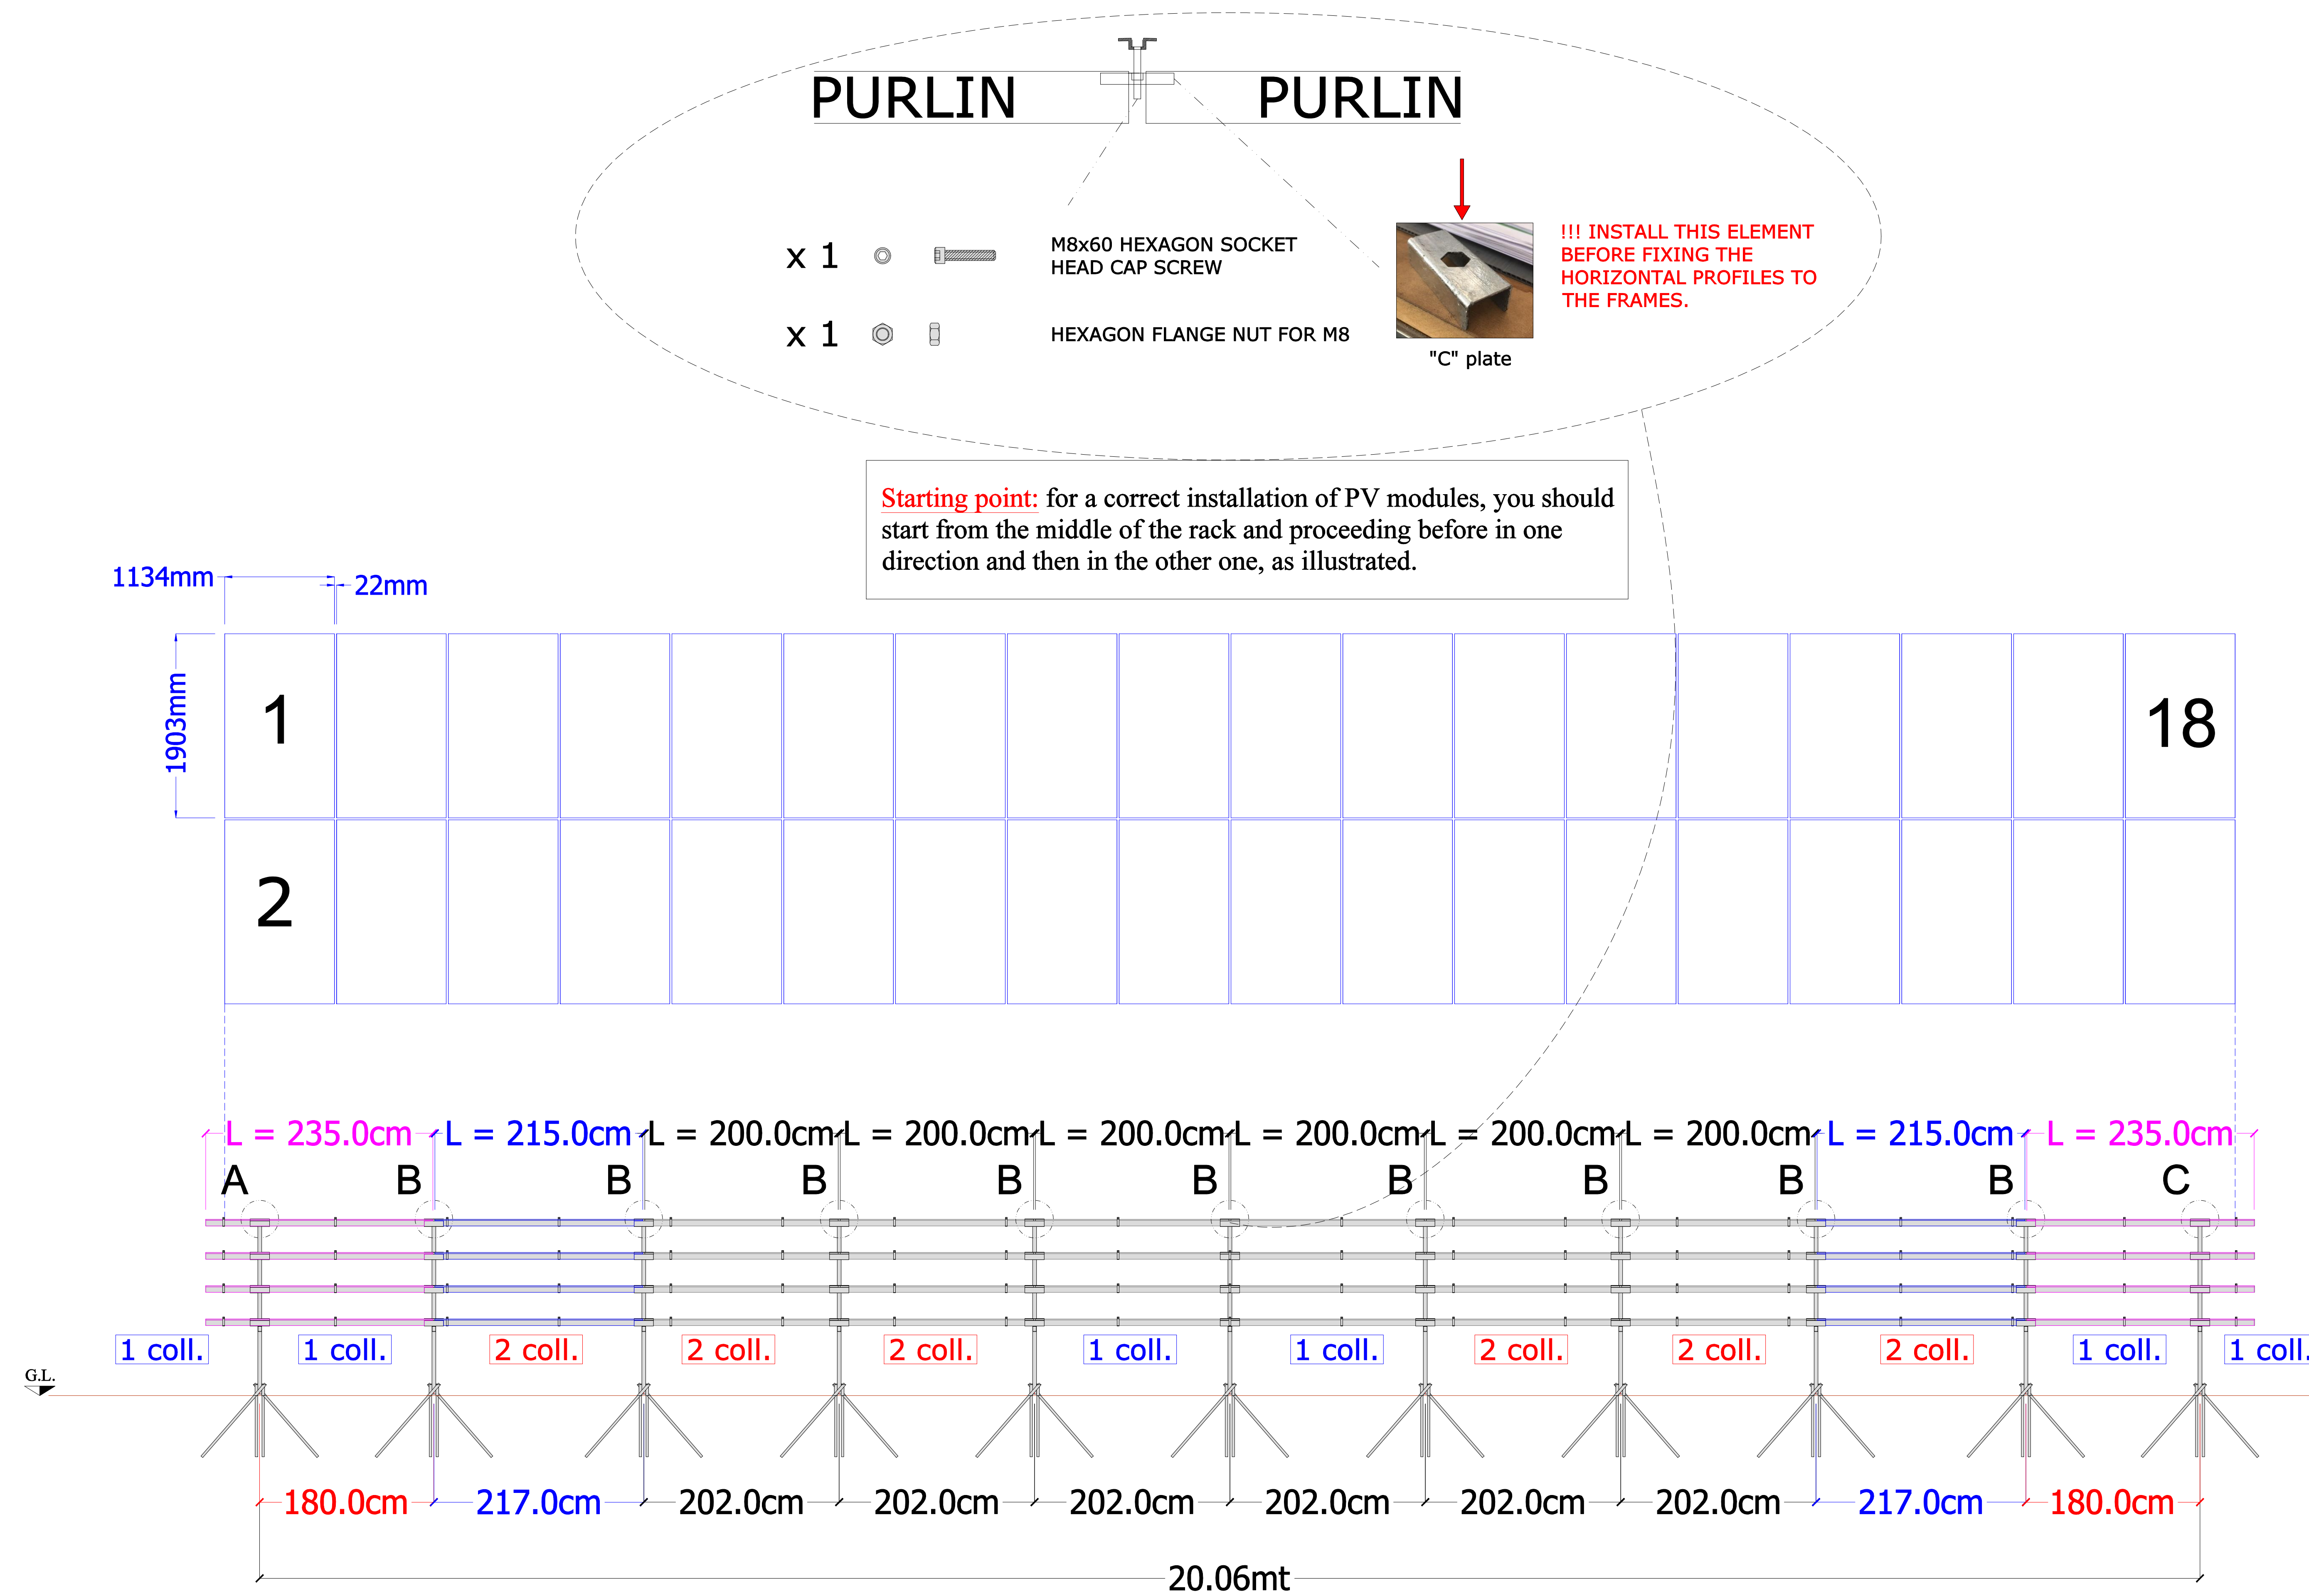 PURLIN PURLIN
x 1 M8x60 HEXAGON SOCKET
HEAD CAP SCREW
x 1 HEXAGON FLANGE NUT FOR M8
!!! INSTALL THIS ELEMENT
BEFORE FIXING THE
HORIZONTAL PROFILES TO
THE FRAMES.
"C" plate
Starting point: for a correct installation of PV modules, you should
start from the middle of the rack and proceeding before in one
direction and then in the other one, as illustrated.
1134mm
22mm
1903mm
1 18
2
L = 235.0cm L = 215.0cm L = 200.0cm L = 200.0cm L = 200.0cm L = 200.0cm L = 200.0cm L = 200.0cm L = 215.0cm L = 235.0cm
A B B B B B B B B B C
1 coll. 1 coll. 2 coll. 2 coll. 2 coll. 1 coll. 1 coll. 2 coll. 2 coll. 2 coll. 1 coll. 1 coll.
G.L.
180.0cm 217.0cm 202.0cm 202.0cm 202.0cm 202.0cm 202.0cm 202.0cm 217.0cm 180.0cm
20.06mt